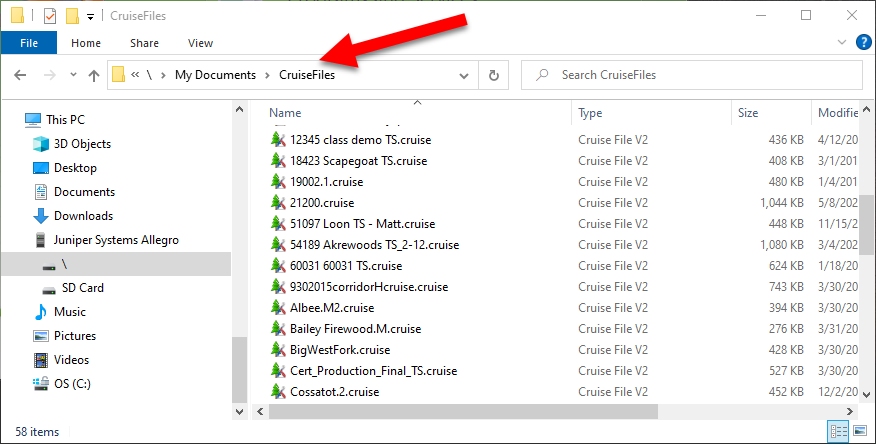 CruiseFiles
File Home Share View
\ > My Documents > CruiseFiles
Search CruiseFiles
This PC
3D Objects
Desktop
Documents
Downloads
Juniper Systems Allegro
\
SD Card
Music
Pictures
Videos
OS (C:)
Name Type Size Modifie
12345 class demo TS.cruise Cruise File V2 436 KB 4/12/20
18423 Scapegoat TS.cruise Cruise File V2 408 KB 3/1/201
19002.1.cruise Cruise File V2 480 KB 1/4/201
21200.cruise Cruise File V2 1,044 KB 5/8/202
51097 Loon TS - Matt.cruise Cruise File V2 448 KB 11/15/2
54189 Akrewoods TS_2-12.cruise Cruise File V2 1,080 KB 3/4/202
60031 60031 TS.cruise Cruise File V2 624 KB 1/18/20
9302015corridorHcruise.cruise Cruise File V2 743 KB 3/30/20
Albee.M2.cruise Cruise File V2 394 KB 3/30/20
Bailey Firewood.M.cruise Cruise File V2 276 KB 3/31/20
BigWestFork.cruise Cruise File V2 428 KB 3/30/20
Cert_Production_Final_TS.cruise Cruise File V2 527 KB 3/30/20
Cossatot.2.cruise Cruise File V2 452 KB 12/2/20
58 items